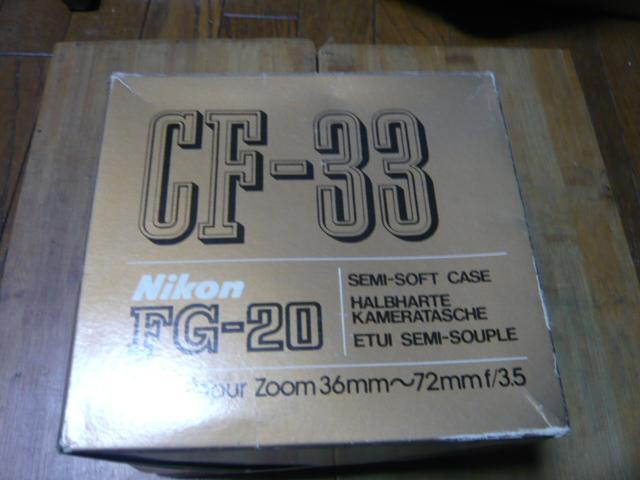 CF-33
Nikon
FG-20
SEMI-SOFT CASE
HALBHARTE
KAMERATASCHE
ETUI SEMI-SOUPLE
Zoom 36mm～72mm f/3.5